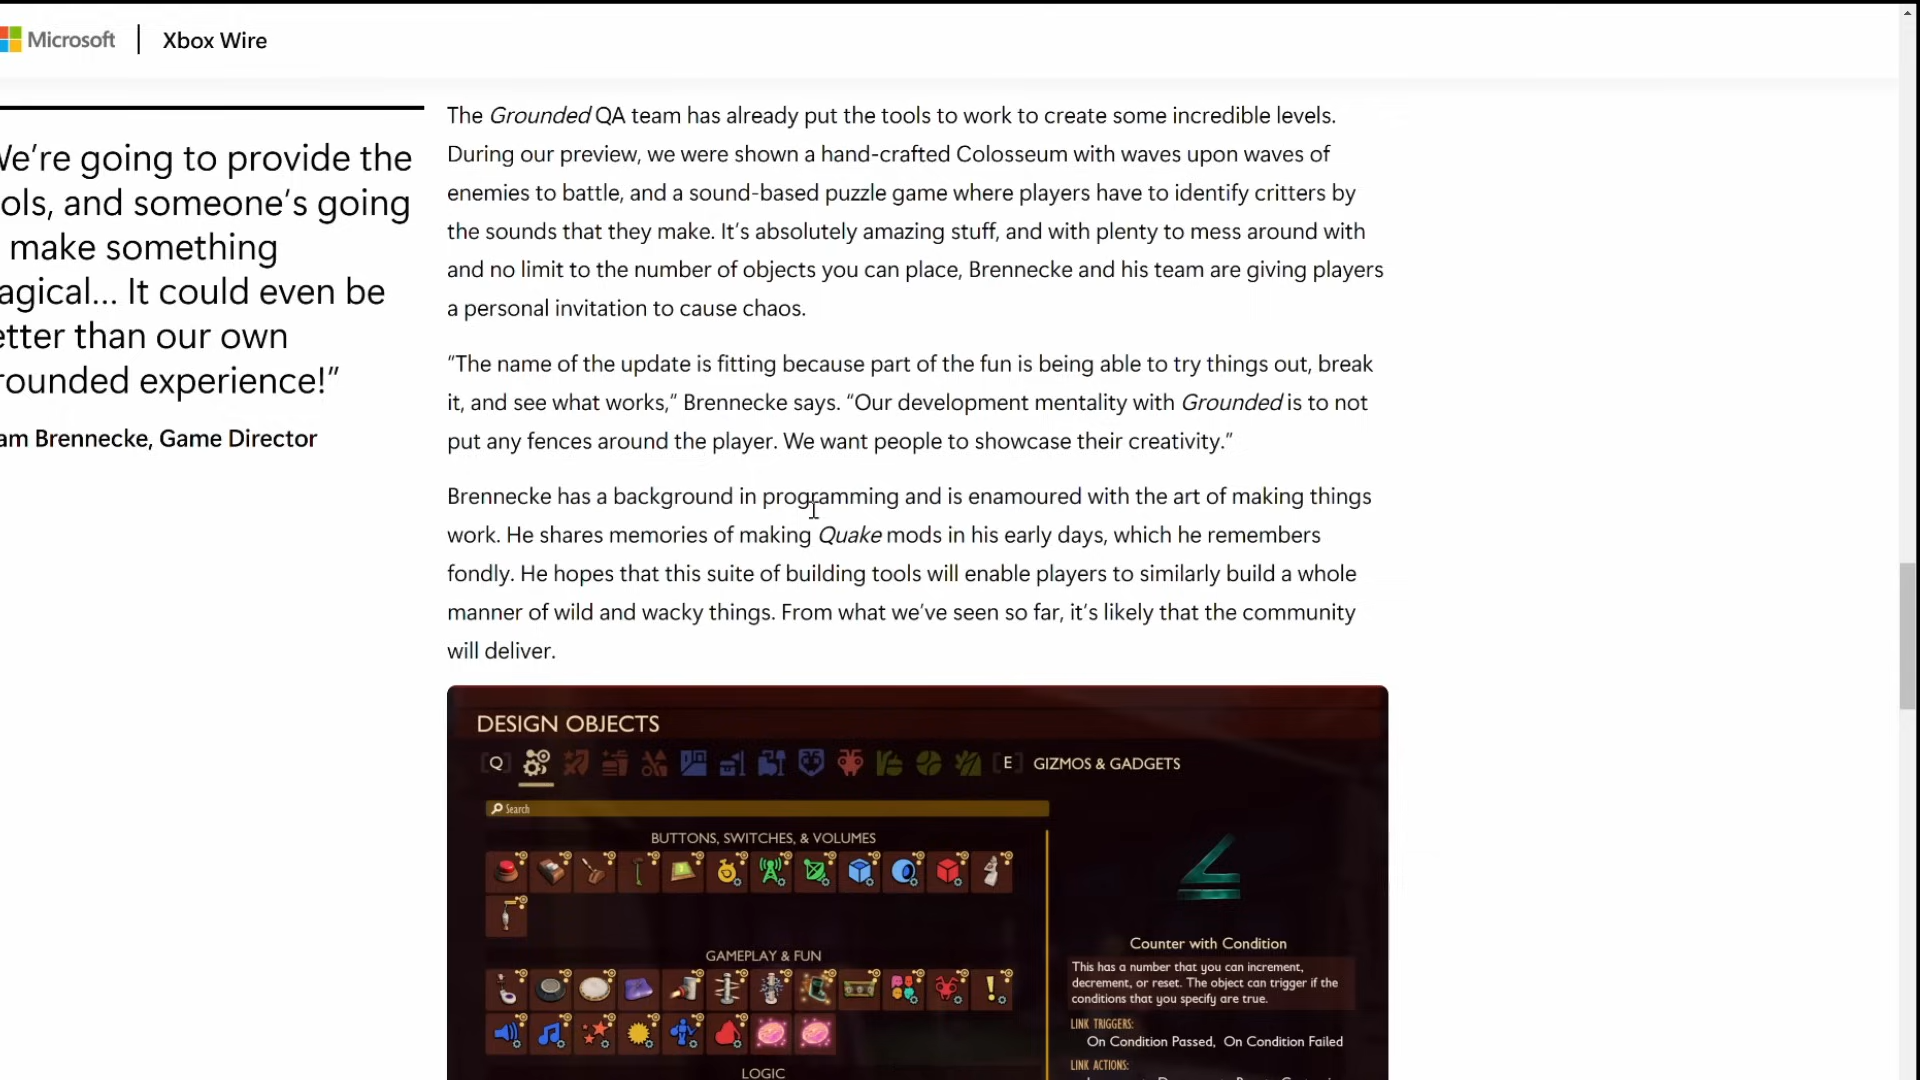 Microsoft | Xbox Wire
We're going to provide the
ols, and someone's going
make something
agical... It could even be
etter than our own
rounded experience!”
am Brennecke, Game Director
The Grounded QA team has already put the tools to work to create some incredible levels.
During our preview, we were shown a hand-crafted Colosseum with waves upon waves of
enemies to battle, and a sound-based puzzle game where players have to identify critters by
the sounds that they make. It's absolutely amazing stuff, and with plenty to mess around with
and no limit to the number of objects you can place, Brennecke and his team are giving players
a personal invitation to cause chaos.
“The name of the update is fitting because part of the fun is being able to try things out, break
it, and see what works,” Brennecke says. “Our development mentality with Grounded is to not
put any fences around the player. We want people to showcase their creativity.”
Brennecke has a background in programming and is enamoured with the art of making things
work. He shares memories of making Quake mods in his early days, which he remembers
fondly. He hopes that this suite of building tools will enable players to similarly build a whole
manner of wild and wacky things. From what we've seen so far, it's likely that the community
will deliver.
DESIGN OBJECTS
[Q] [E] GIZMOS & GADGETS
Search
BUTTONS, SWITCHES, & VOLUMES
GAMEPLAY & FUN
LOGIC
Counter with Condition
This has a number that you can increment,
decrement, or reset. The object can trigger if the
conditions that you specify are true.
LINK TRIGGERS:
On Condition Passed, On Condition Failed
LINK ACTIONS: